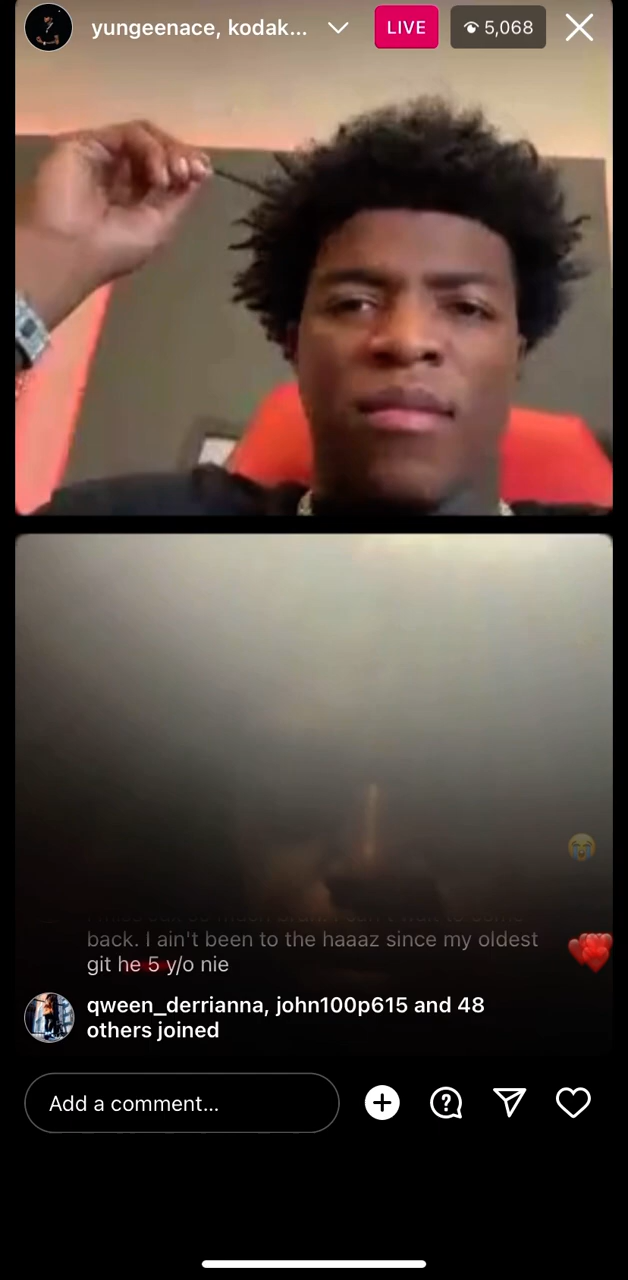 yungeenace, kodak...
LIVE
5,068
back. I ain't been to the haaaz since my oldest
git he 5 y/o nie
qween_derrianna, john100p615 and 48
others joined
Add a comment...